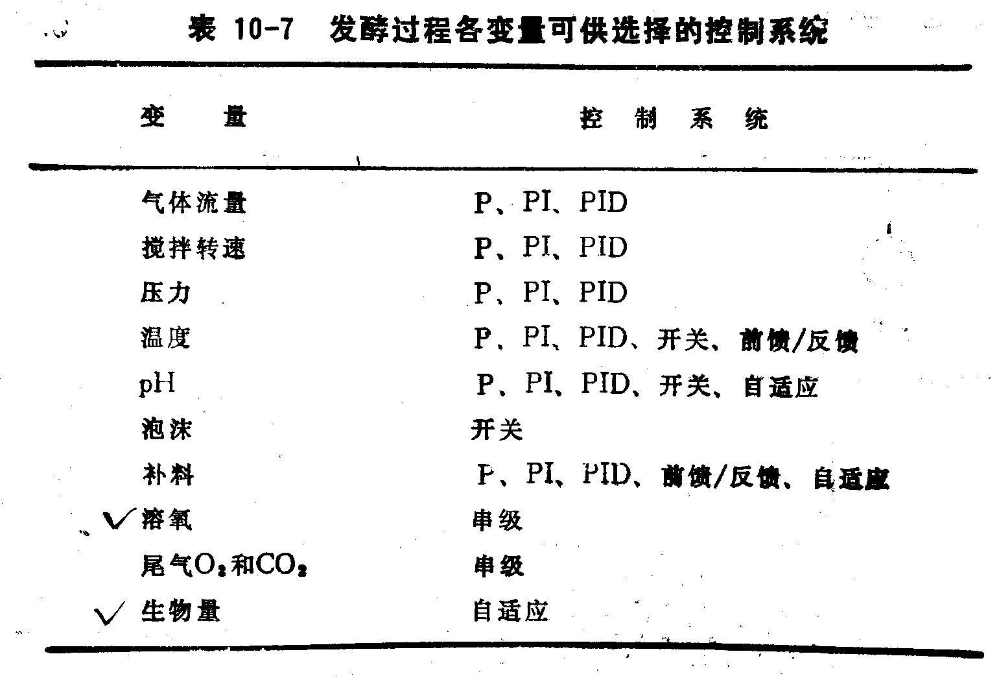 表 10-7 发酵过程各变量可供选择的控制系统
变 量 控 制 系 统
气体流量 P、PI、PID
搅拌转速 P、PI、PID
压力 P、PI、PID
温度 P、PI、PID、开关、前馈/反馈
pH P、PI、PID、开关、自适应
泡沫 开关
补料 P、PI、PID、前馈/反馈、自适应
✓溶氧 串级
尾气O₂和CO₂ 串级
✓生物量 自适应